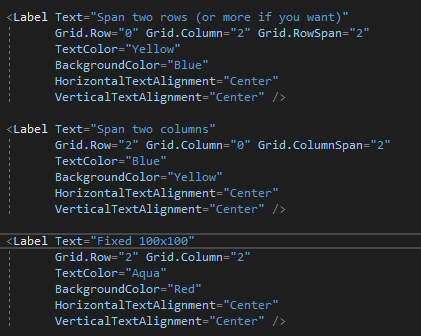 <Label Text="Span two rows (or more if you want)"
Grid.Row="0" Grid.Column="2" Grid.RowSpan="2"
TextColor="Yellow"
BackgroundColor="Blue"
HorizontalTextAlignment="Center"
VerticalTextAlignment="Center" />
<Label Text="Span two columns"
Grid.Row="2" Grid.Column="0" Grid.ColumnSpan="2"
TextColor="Blue"
BackgroundColor="Yellow"
HorizontalTextAlignment="Center"
VerticalTextAlignment="Center" />
<Label Text="Fixed 100x100"
Grid.Row="2" Grid.Column="2"
TextColor="Aqua"
BackgroundColor="Red"
HorizontalTextAlignment="Center"
VerticalTextAlignment="Center" />